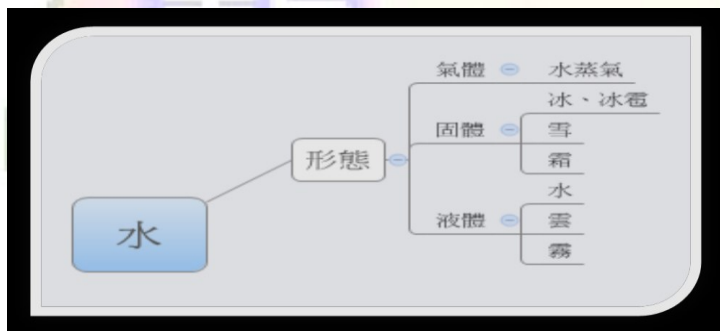 水
形態
氣體
水蒸氣
固體
冰、冰雹
雪
霜
液體
水
雲
霧